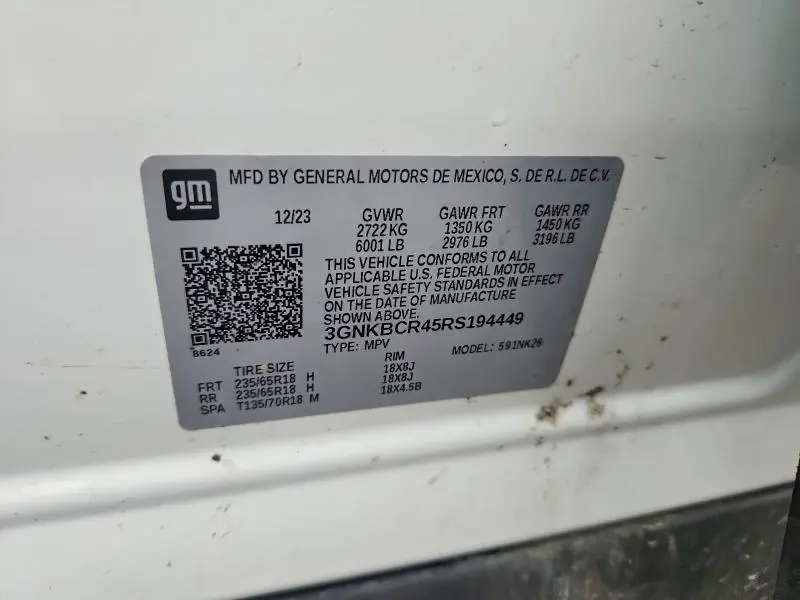 gm
MFD BY GENERAL MOTORS DE MEXICO, S. DE R.L. DE C.V.
12/23 GVWR GAWR FRT GAWR RR
2722 KG 1350 KG 1450 KG
6001 LB 2976 LB 3196 LB
THIS VEHICLE CONFORMS TO ALL
APPLICABLE U.S. FEDERAL MOTOR
VEHICLE SAFETY STANDARDS IN EFFECT
ON THE DATE OF MANUFACTURE
SHOWN ABOVE.
3GNKBCR45RS194449
8624
TYPE: MPV MODEL: 591NK26
TIRE SIZE RIM
FRT 235/65R18 H 18X8J
RR 235/65R18 H 18X8J
SPA T135/70R18 M 18X4.5B